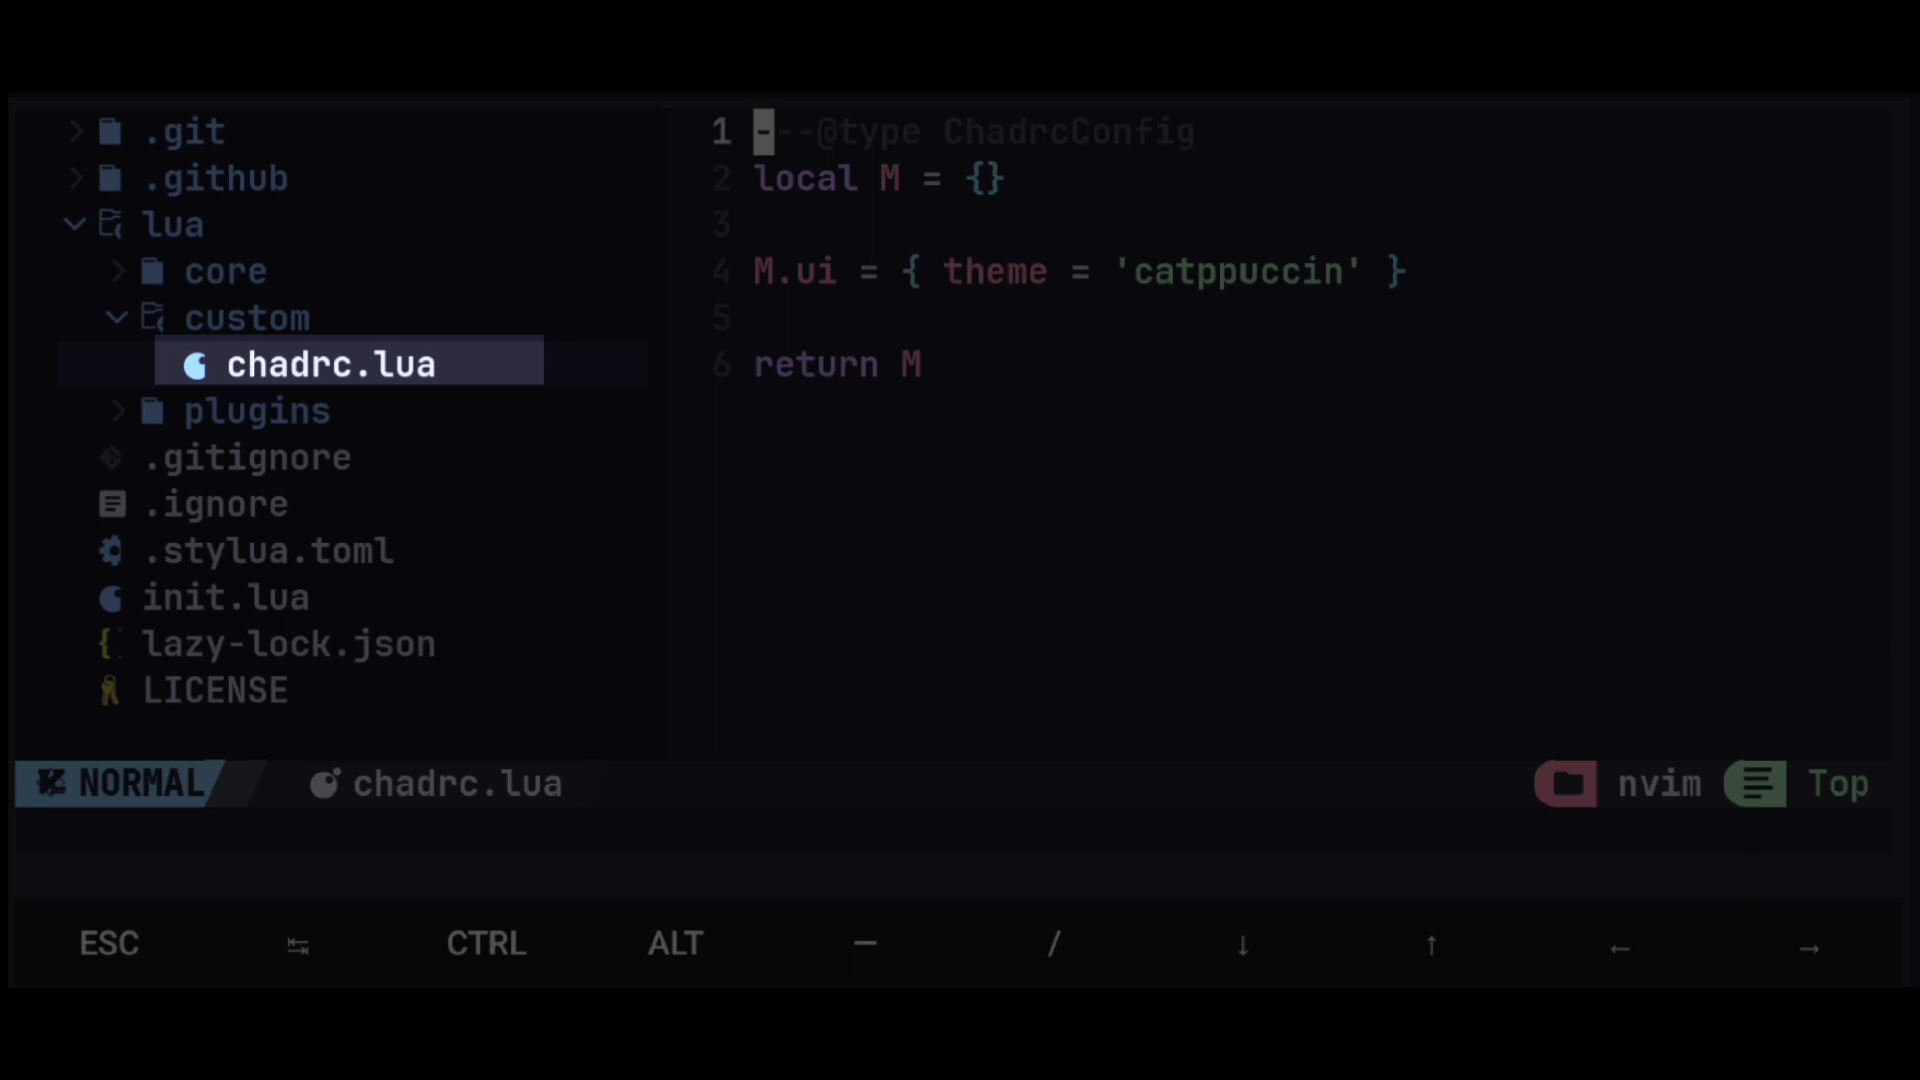 .git
.github
lua
core
custom
chadrc.lua
plugins
.gitignore
.ignore
.stylua.toml
init.lua
lazy-lock.json
LICENSE
1 ---@type ChadrcConfig
2 local M = {}
3
4 M.ui = { theme = 'catppuccin' }
5
6 return M
NORMAL chadrc.lua nvim Top
ESC ↹ CTRL ALT — / ↓ ↑ ← →